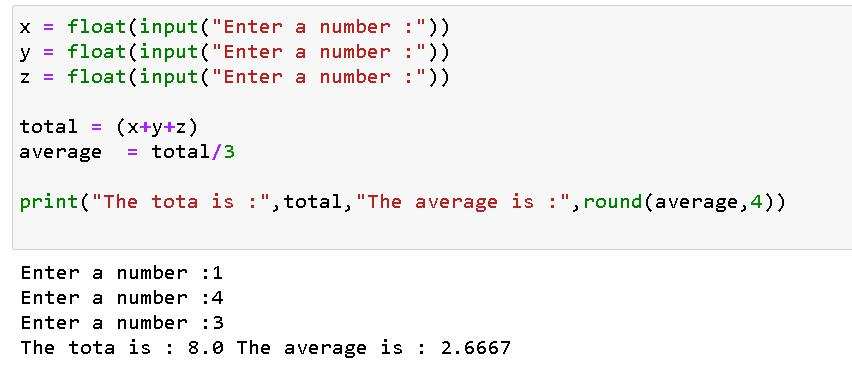 x = float(input("Enter a number :"))
y = float(input("Enter a number :"))
z = float(input("Enter a number :"))
total = (x+y+z)
average  = total/3
print("The tota is :",total,"The average is :",round(average,4))
Enter a number :1
Enter a number :4
Enter a number :3
The tota is : 8.0 The average is : 2.6667